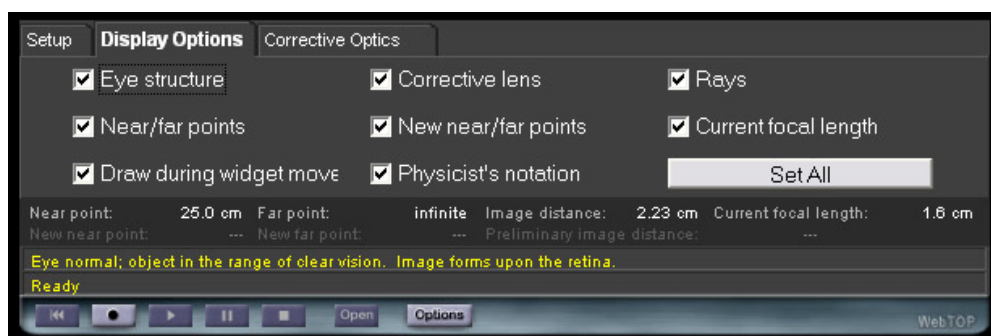 Setup Display Options Corrective Optics
Eye structure Corrective lens Rays
Near/far points New near/far points Current focal length
Draw during widget move Physicist's notation Set All
Near point: 25.0 cm Far point: infinite Image distance: 2.23 cm Current focal length: 1.6 cm
New near point: --- New far point: --- Preliminary image distance: ---
Eye normal; object in the range of clear vision. Image forms upon the retina.
Ready
Open Options WebTOP